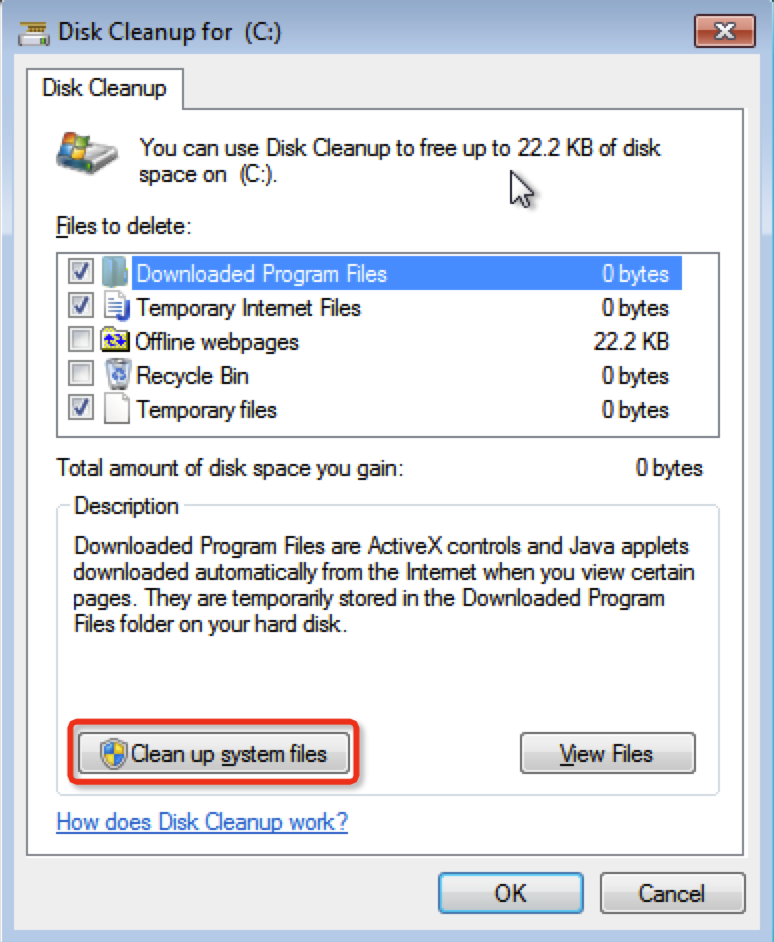 Disk Cleanup for  (C:)
Disk Cleanup
You can use Disk Cleanup to free up to 22.2 KB of disk
space on  (C:).
Files to delete:
Downloaded Program Files 0 bytes
Temporary Internet Files 0 bytes
Offline webpages 22.2 KB
Recycle Bin 0 bytes
Temporary files 0 bytes
Total amount of disk space you gain: 0 bytes
Description
Downloaded Program Files are ActiveX controls and Java applets
downloaded automatically from the Internet when you view certain
pages. They are temporarily stored in the Downloaded Program
Files folder on your hard disk.
Clean up system files View Files
How does Disk Cleanup work?
OK Cancel